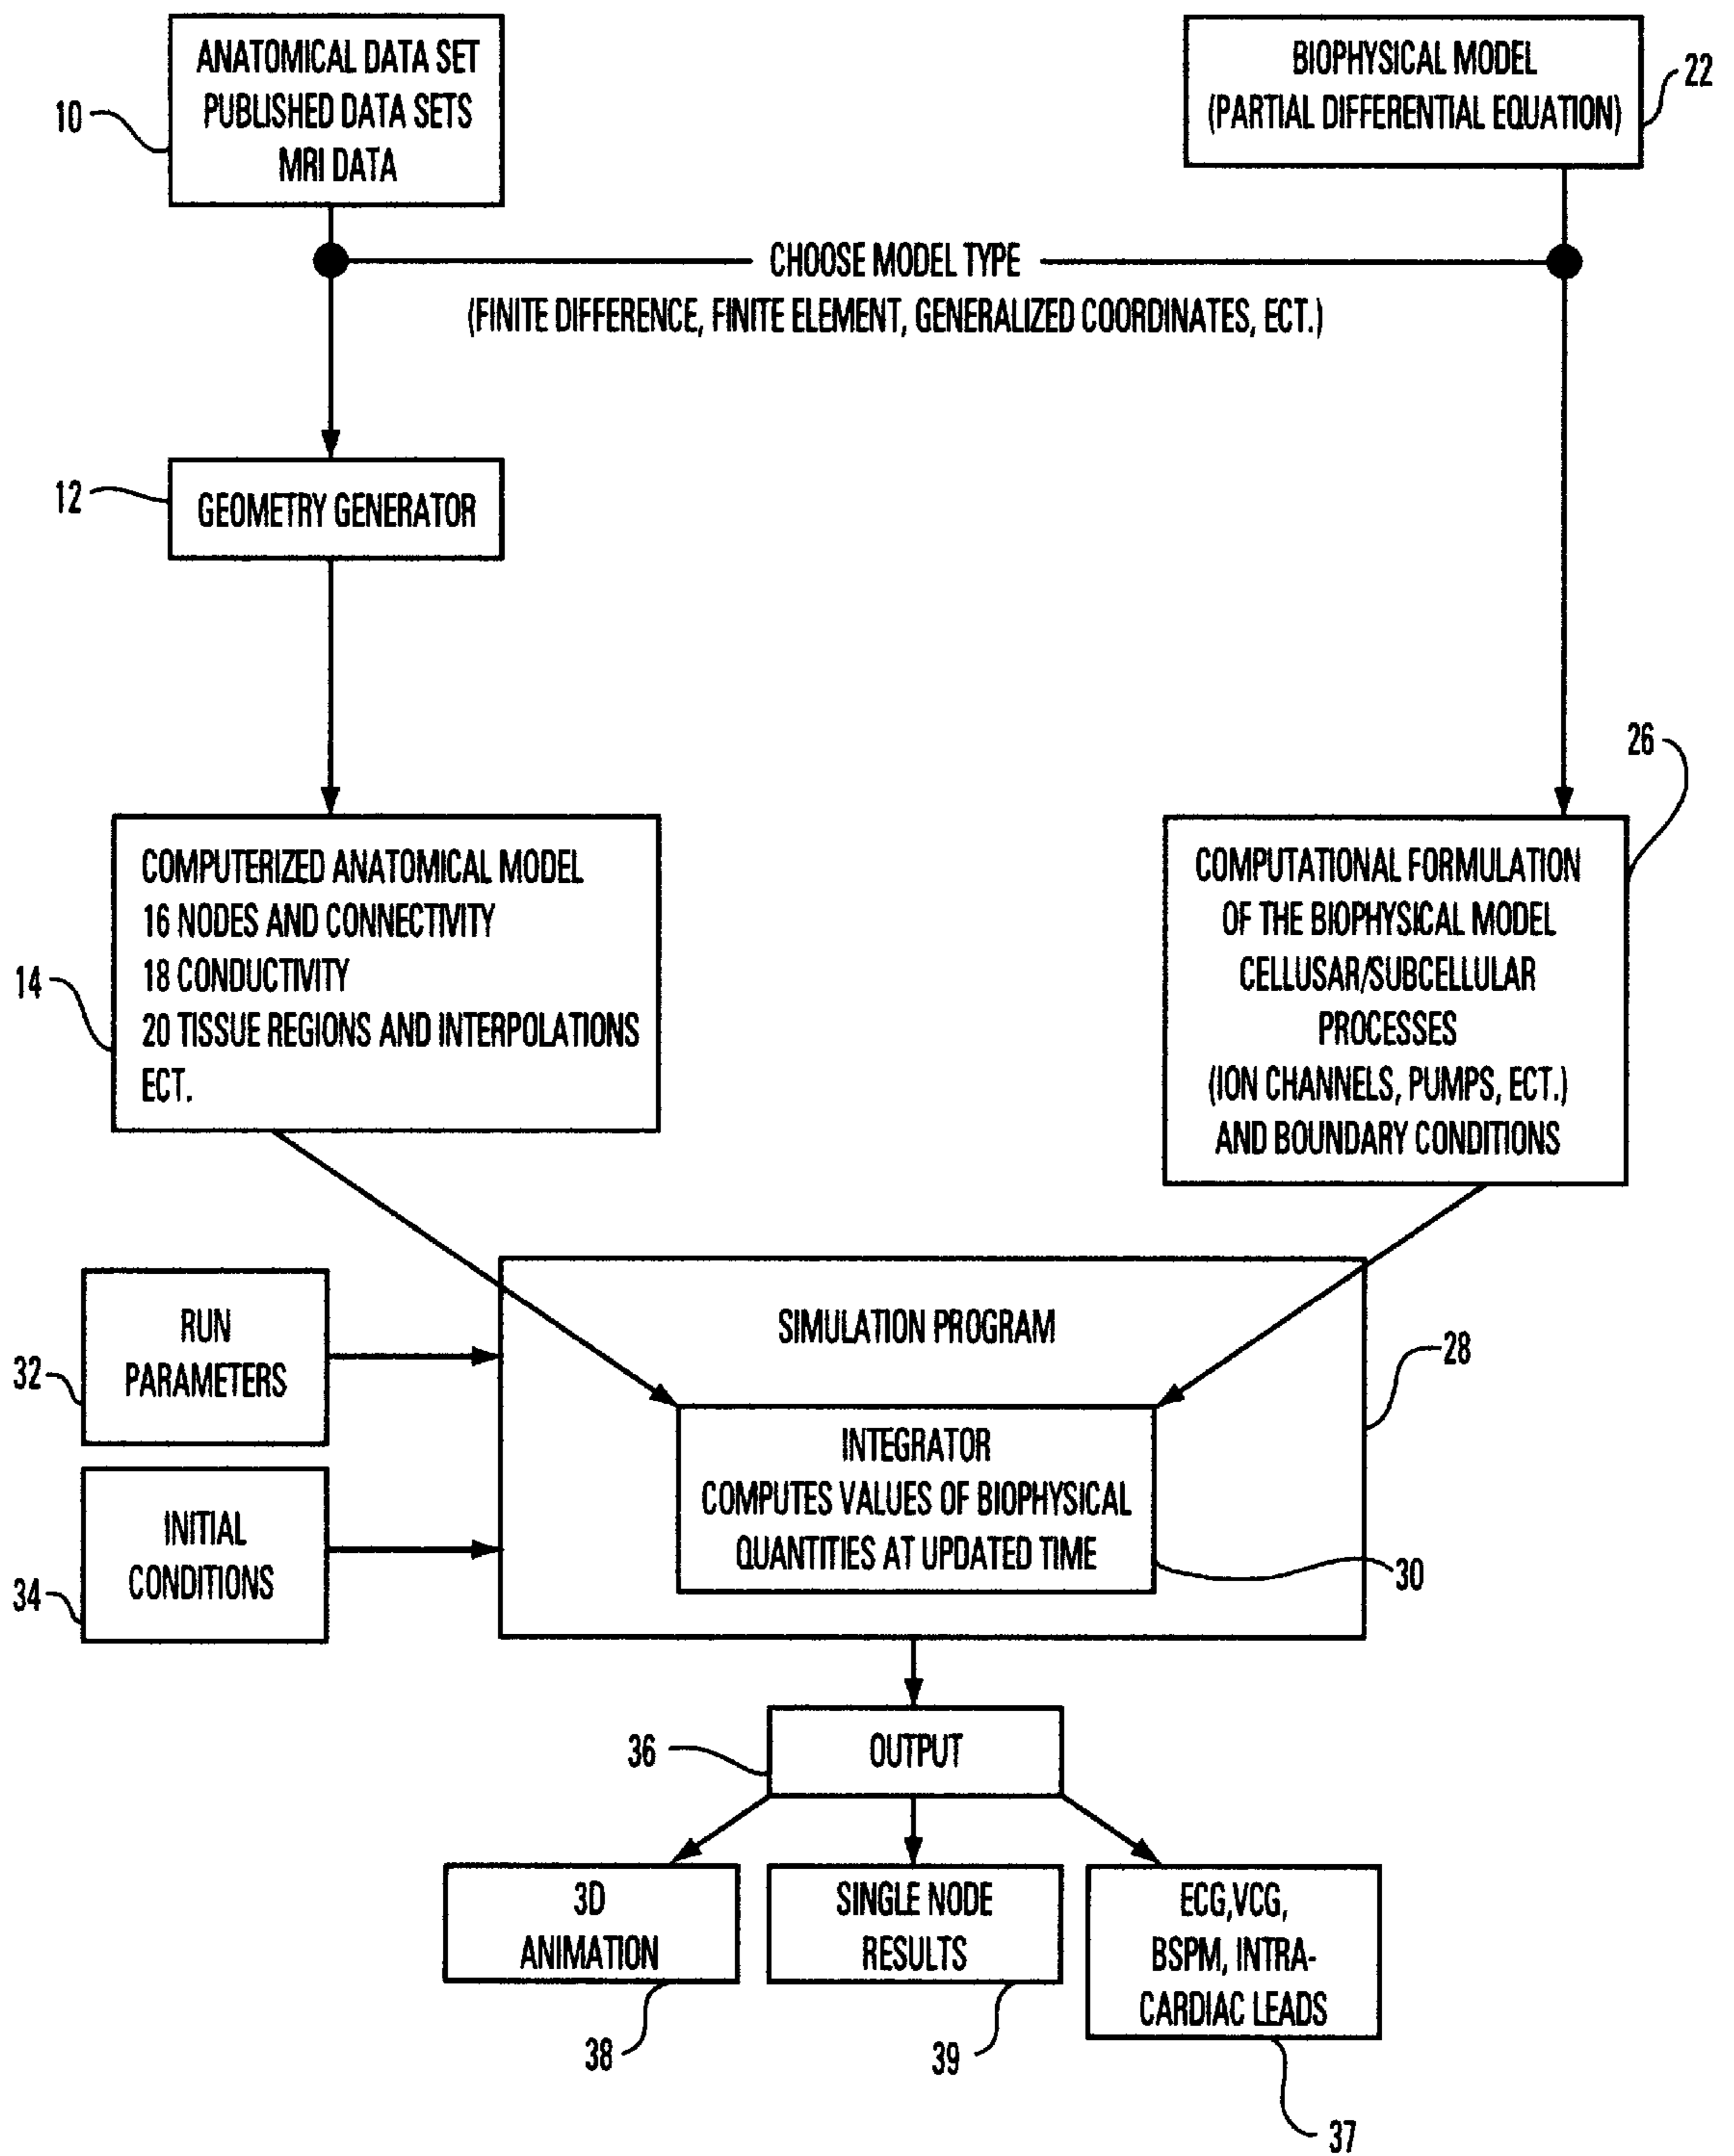 ANATOMICAL DATA SET
PUBLISHED DATA SETS
MRI DATA
10
BIOPHYSICAL MODEL
(PARTIAL DIFFERENTIAL EQUATION)
22
CHOOSE MODEL TYPE
(FINITE DIFFERENCE, FINITE ELEMENT, GENERALIZED COORDINATES, ECT.)
12
GEOMETRY GENERATOR
26
14
COMPUTERIZED ANATOMICAL MODEL
16 NODES AND CONNECTIVITY
18 CONDUCTIVITY
20 TISSUE REGIONS AND INTERPOLATIONS
ECT.
COMPUTATIONAL FORMULATION
OF THE BIOPHYSICAL MODEL
CELLUSAR/SUBCELLULAR
PROCESSES
(ION CHANNELS, PUMPS, ECT.)
AND BOUNDARY CONDITIONS
RUN
PARAMETERS
32
SIMULATION PROGRAM
28
INITIAL
CONDITIONS
34
INTEGRATOR
COMPUTES VALUES OF BIOPHYSICAL
QUANTITIES AT UPDATED TIME
30
36
OUTPUT
3D
ANIMATION
38
SINGLE NODE
RESULTS
39
ECG,VCG,
BSPM, INTRA-
CARDIAC LEADS
37